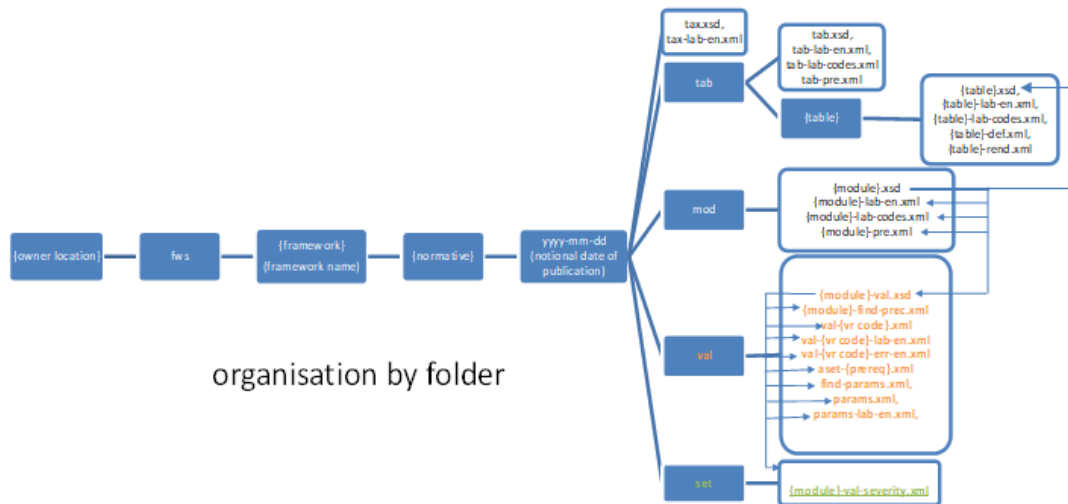 tax.xsd,
tax-lab-en.xml
tab
tab.xsd,
tab-lab-en.xml,
tab-lab-codes.xml
tab-pre.xml
{table}
{table}.xsd,
{table}-lab-en.xml,
{table}-lab-codes.xml,
{table}-def.xml,
{table}-rend.xml
mod
{module}.xsd
{module}-lab-en.xml
{module}-lab-codes.xml
{module}-pre.xml
{owner location}
fws
{framework}
(framework name)
{normative}
yyyy-mm-dd
(notional date of
publication)
val
{module}-val.xsd
{module}-find-prec.xml
val-{vr code}.xml
val-{vr code}-lab-en.xml
val-{vr code}-err-en.xml
aset-{prereq}.xml
find-params.xml,
params.xml,
params-lab-en.xml,
organisation by folder
set
{module}-val-severity.xml